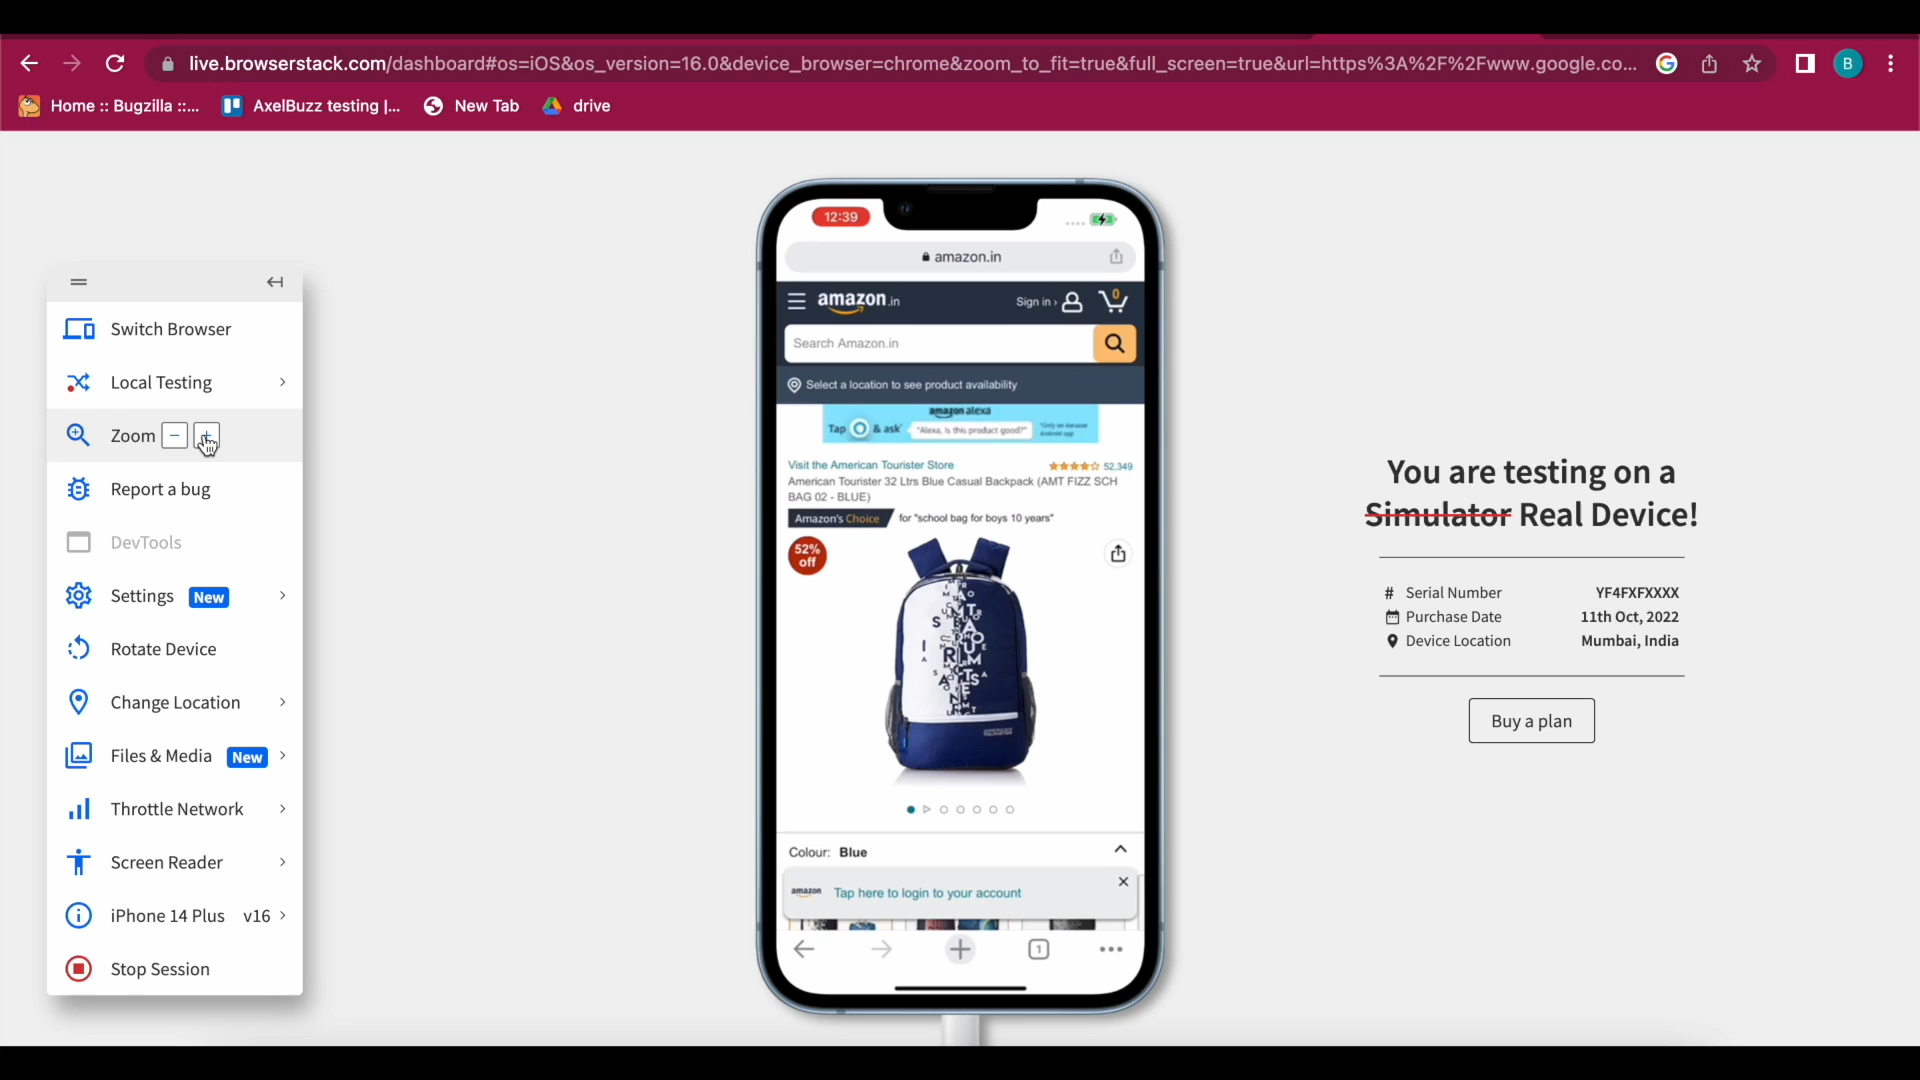 live.browserstack.com/dashboard#os=iOS&os_version=16.0&device_browser=chrome&zoom_to_fit=true&full_screen=true&url=https%3A%2F%2Fwww.google.co...
B
Home :: Bugzilla ::...
AxelBuzz testing |...
New Tab
drive
Switch Browser
Local Testing
Zoom
Report a bug
DevTools
Settings New
Rotate Device
Change Location
Files & Media New
Throttle Network
Screen Reader
iPhone 14 Plus v16
Stop Session
12:39
amazon.in
amazon.in
Sign in ›
0
Search Amazon.in
Select a location to see product availability
amazon alexa
Tap & ask "Alexa, is this product good?"
*Only on Amazon
Android app
Visit the American Tourister Store
52,349
American Tourister 32 Ltrs Blue Casual Backpack (AMT FIZZ SCH
BAG 02 - BLUE)
Amazon's Choice for "school bag for boys 10 years"
52%
off
Colour: Blue
amazon Tap here to login to your account
1
You are testing on a
Simulator Real Device!
# Serial Number YF4FXFXXXX
Purchase Date 11th Oct, 2022
Device Location Mumbai, India
Buy a plan